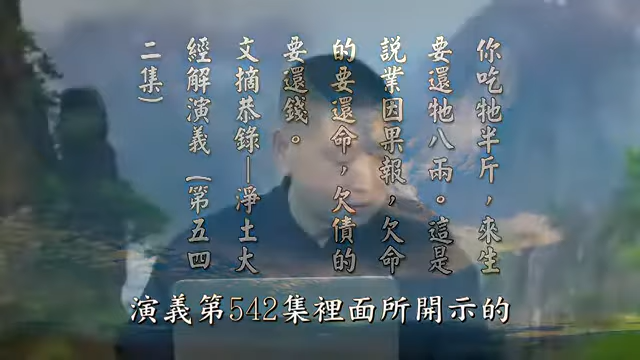 你吃牠半斤，來生
要還牠八兩。這是
說業因果報，欠命
的要還命，欠債的
要還錢。
文摘恭錄—淨土大
經解演義（第五四
二集）
演義第542集裡面所開示的